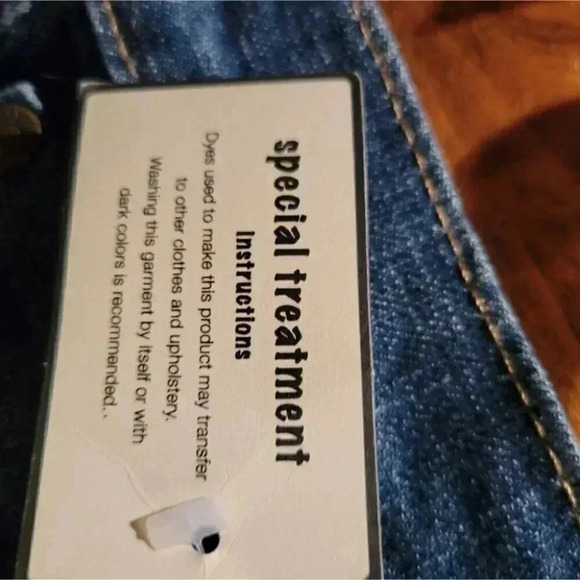 special treatment
Instructions
Dyes used to make this product may transfer
to other clothes and upholstery.
Washing this garment by itself or with
dark colors is recommended..